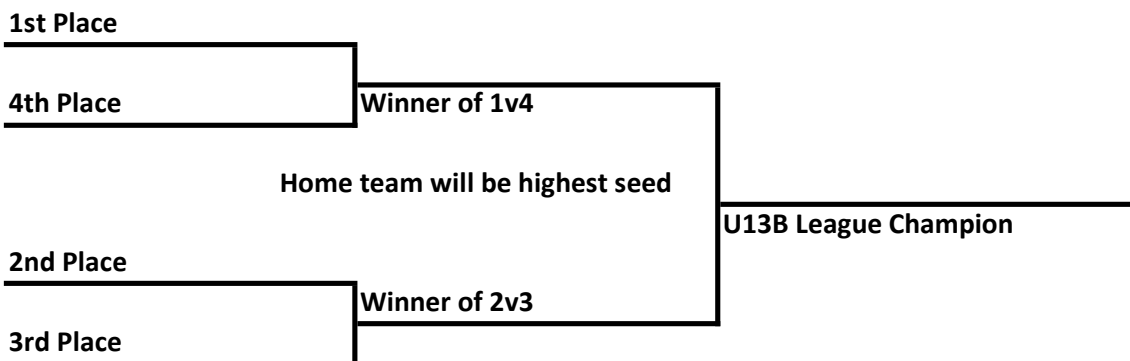 1st Place
4th Place
Winner of 1v4
Home team will be highest seed
U13B League Champion
2nd Place
Winner of 2v3
3rd Place